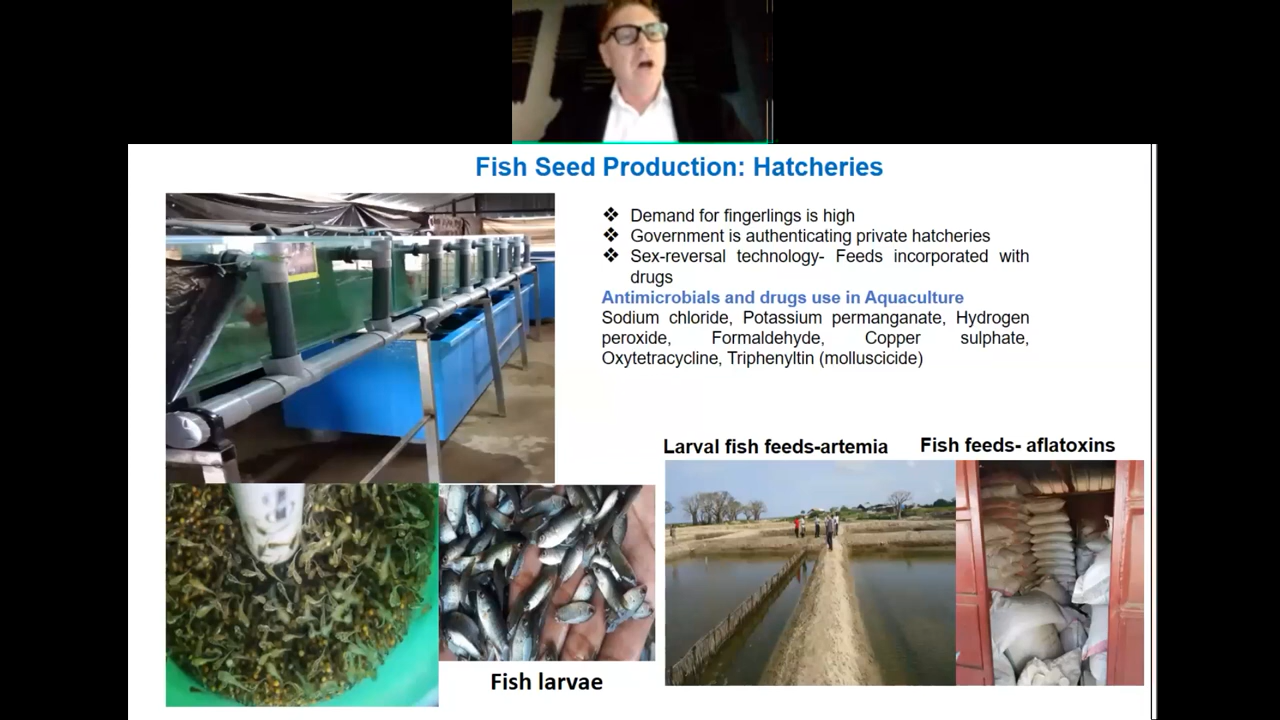 Fish Seed Production: Hatcheries
❖ Demand for fingerlings is high
❖ Government is authenticating private hatcheries
❖ Sex-reversal technology- Feeds incorporated with
drugs
Antimicrobials and drugs use in Aquaculture
Sodium chloride, Potassium permanganate, Hydrogen
peroxide, Formaldehyde, Copper sulphate,
Oxytetracycline, Triphenyltin (molluscicide)
Larval fish feeds-artemia
Fish feeds- aflatoxins
Fish larvae